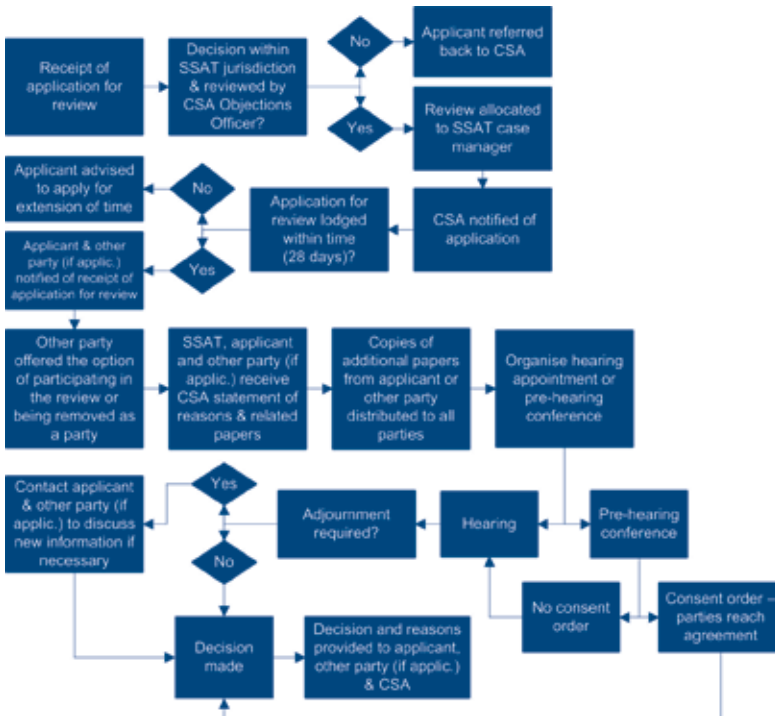 Receipt of
application for
review
Decision within
SSAT jurisdiction
& reviewed by
CSA Objections
Officer?
No
Applicant referred
back to CSA
Yes
Review allocated
to SSAT case
manager
Applicant advised
to apply for
extension of time
No
Application for
review lodged
within time
(28 days)?
CSA notified of
application
Applicant & other
party (if applic.)
notified of receipt of
application for review
Yes
Other party
offered the option
of participating in
the review or
being removed as
a party
SSAT, applicant
and other party (if
applic.) receive
CSA statement of
reasons & related
papers
Copies of
additional papers
from applicant or
other party
distributed to all
parties
Organise hearing
appointment or
pre-hearing
conference
Contact applicant
& other party (if
applic.) to discuss
new information if
necessary
Yes
No
Adjournment
required?
Hearing
Pre-hearing
conference
No consent
order
Consent order –
parties reach
agreement
Decision
made
Decision and reasons
provided to applicant,
other party (if applic.)
& CSA